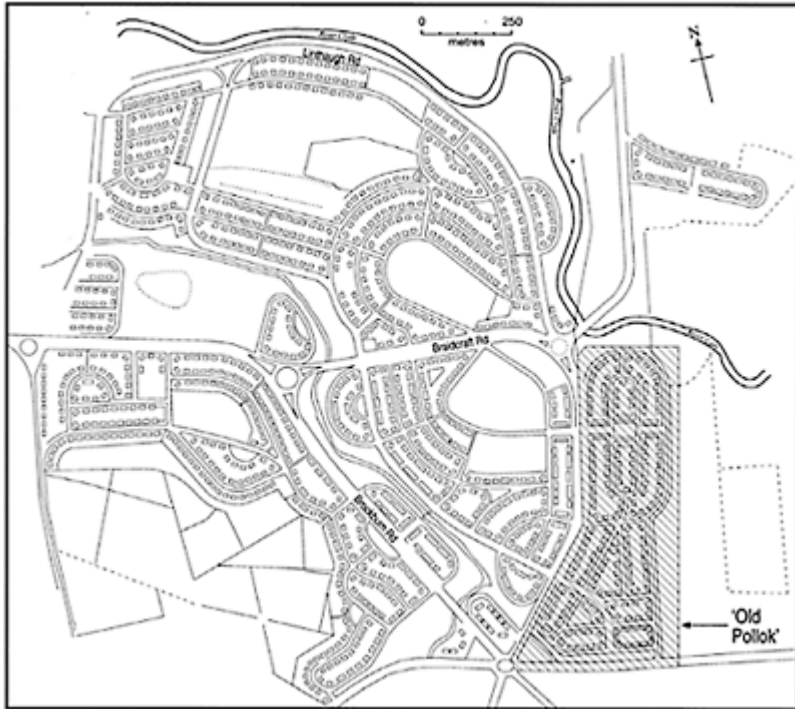 0 250
metres
N
Linthaugh Rd
Braidcraft Rd
Brockburn Rd
'Old
Pollok'